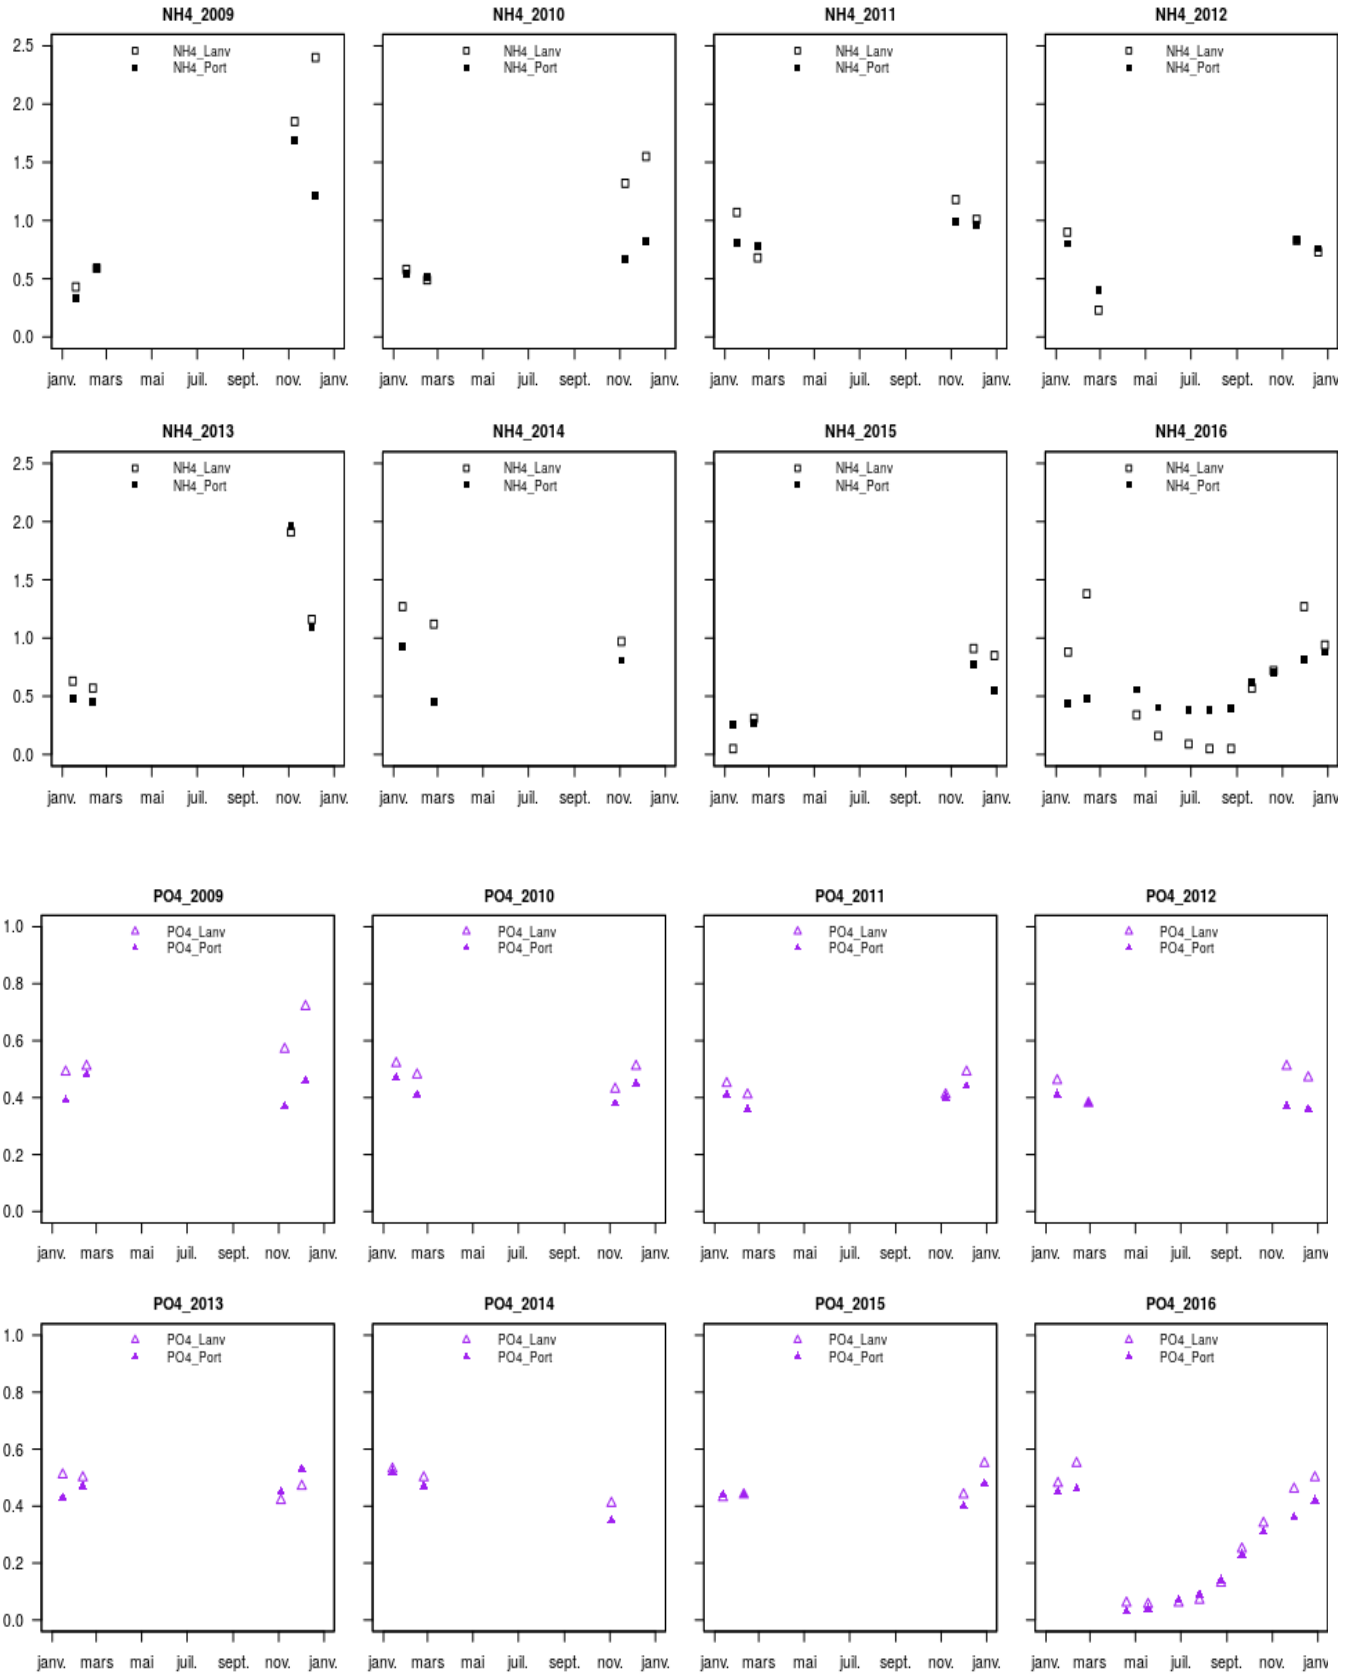 NH4_2009 NH4_2010 NH4_2011 NH4_2012
2.5 NH4_Lanv NH4_Lanv NH4_Lanv NH4_Lanv
NH4_Port NH4_Port NH4_Port NH4_Port
2.0
1.5
1.0
0.5
0.0
janv. mars mai juil. sept. nov. janv. janv. mars mai juil. sept. nov. janv. janv. mars mai juil. sept. nov. janv. janv. mars mai juil. sept. nov. janv
NH4_2013 NH4_2014 NH4_2015 NH4_2016
2.5 NH4_Lanv NH4_Lanv NH4_Lanv NH4_Lanv
NH4_Port NH4_Port NH4_Port NH4_Port
2.0
1.5
1.0
0.5
0.0
janv. mars mai juil. sept. nov. janv. janv. mars mai juil. sept. nov. janv. janv. mars mai juil. sept. nov. janv. janv. mars mai juil. sept. nov. janv
PO4_2009 PO4_2010 PO4_2011 PO4_2012
1.0 PO4_Lanv PO4_Lanv PO4_Lanv PO4_Lanv
PO4_Port PO4_Port PO4_Port PO4_Port
0.8
0.6
0.4
0.2
0.0
janv. mars mai juil. sept. nov. janv. janv. mars mai juil. sept. nov. janv. janv. mars mai juil. sept. nov. janv. janv. mars mai juil. sept. nov. janv
PO4_2013 PO4_2014 PO4_2015 PO4_2016
1.0 PO4_Lanv PO4_Lanv PO4_Lanv PO4_Lanv
PO4_Port PO4_Port PO4_Port PO4_Port
0.8
0.6
0.4
0.2
0.0
janv. mars mai juil. sept. nov. janv. janv. mars mai juil. sept. nov. janv. janv. mars mai juil. sept. nov. janv. janv. mars mai juil. sept. nov. janv